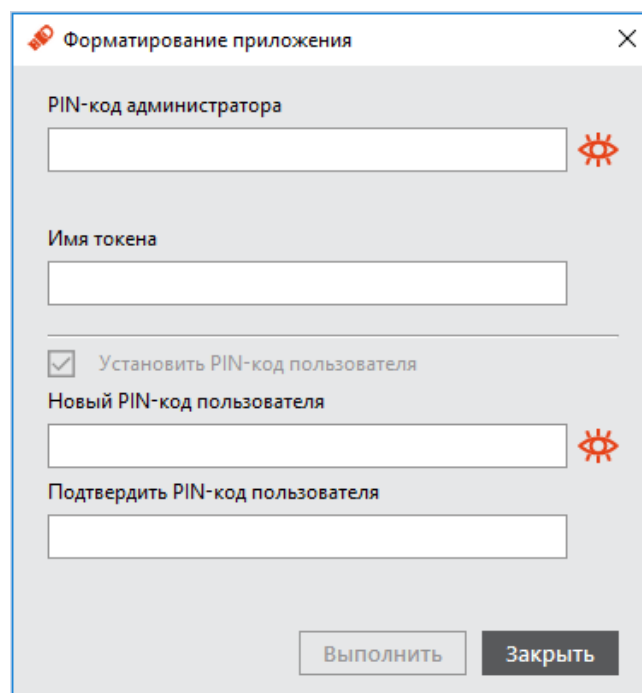 Форматирование приложения
PIN-код администратора
Имя токена
Установить PIN-код пользователя
Новый PIN-код пользователя
Подтвердить PIN-код пользователя
Выполнить Закрыть